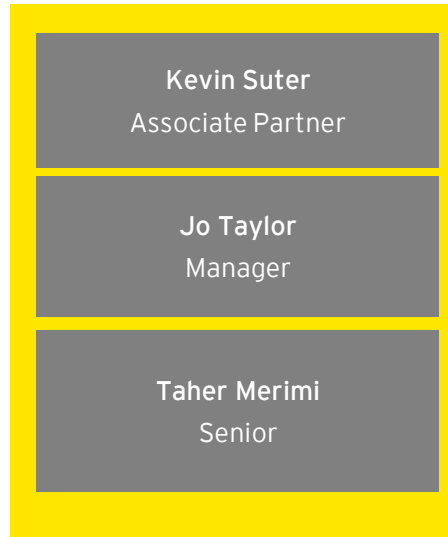 Kevin Suter
Associate Partner
Jo Taylor
Manager
Taher Merimi
Senior